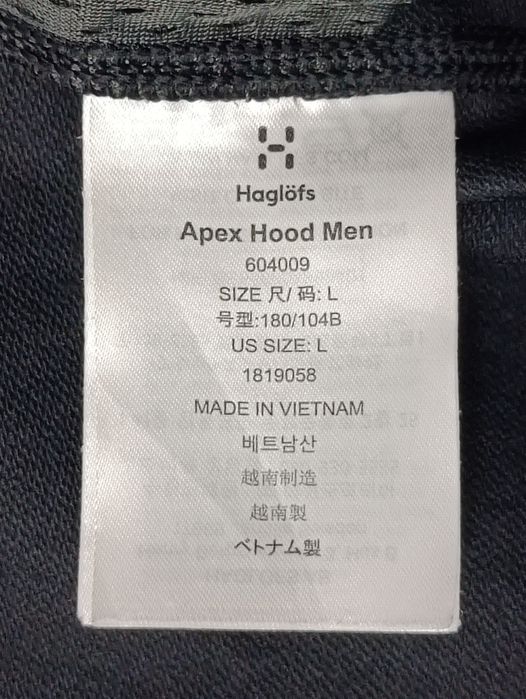 Haglöfs
Apex Hood Men
604009
SIZE 尺/ 码: L
号型:180/104B
US SIZE: L
1819058
MADE IN VIETNAM
베트남산
越南制造
越南製
ベトナム製